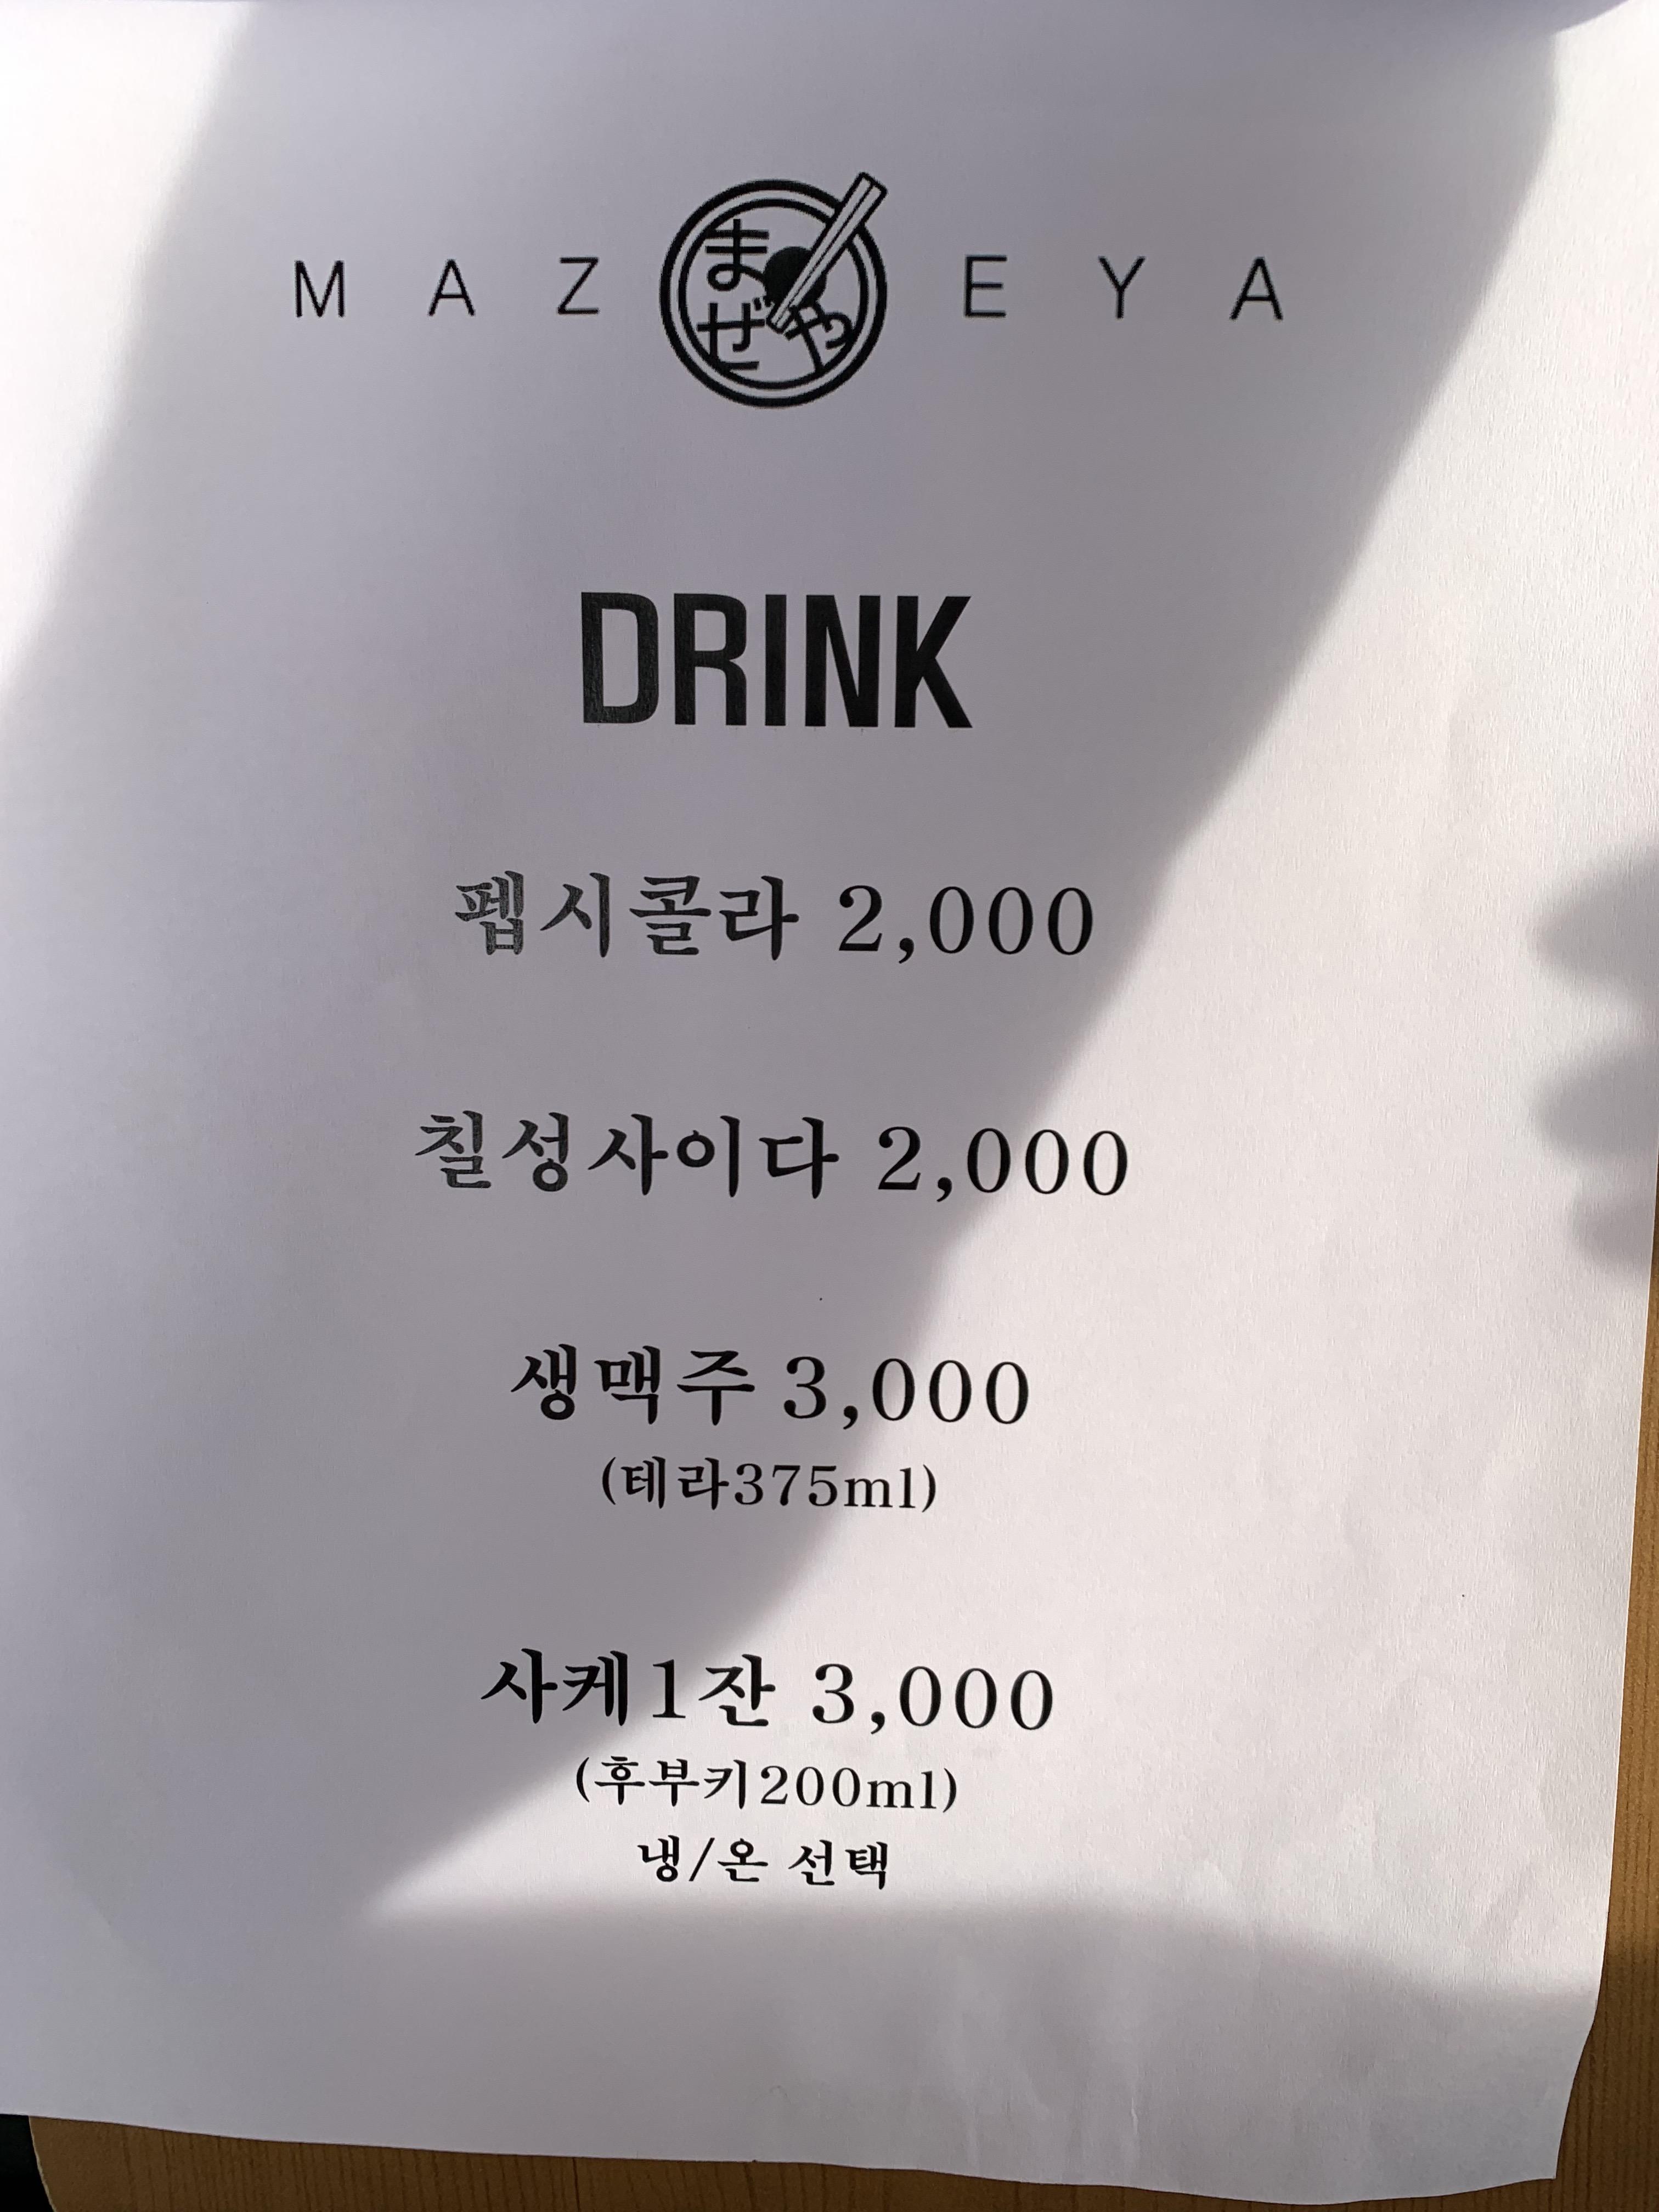 MAZ まぜや EYA
DRINK
펩시콜라 2,000
칠성사이다 2,000
생맥주 3,000
(테라375ml)
사케1잔 3,000
(후부키200ml)
냉/온 선택